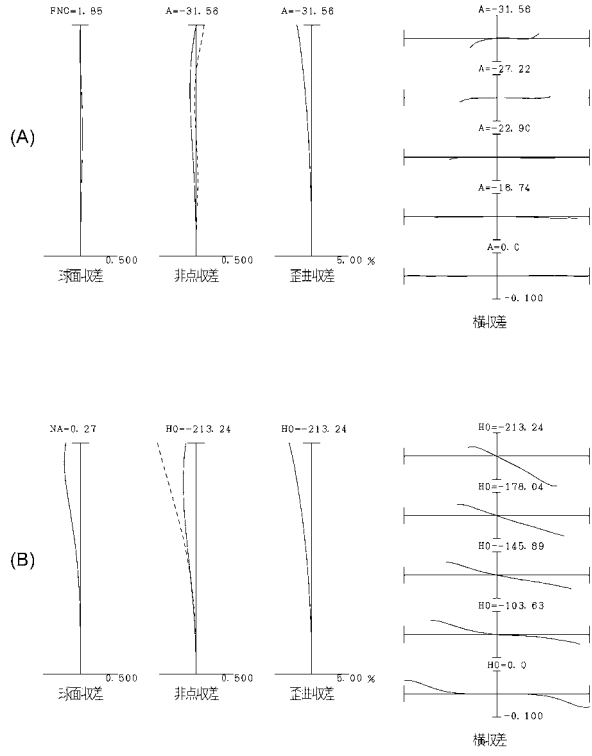 FNO=1.85
A=-31.56
A=-31.56
0.500
球面収差
0.500
非点収差
5.00 %
歪曲収差
(A)
A=-31.56
A=-27.22
A=-22.90
A=-16.74
A=0.0
-0.100
横収差
NA=0.27
H0=-213.24
H0=-213.24
0.500
球面収差
0.500
非点収差
5.00 %
歪曲収差
(B)
H0=-213.24
H0=-178.04
H0=-145.89
H0=-103.63
H0=0.0
-0.100
横収差